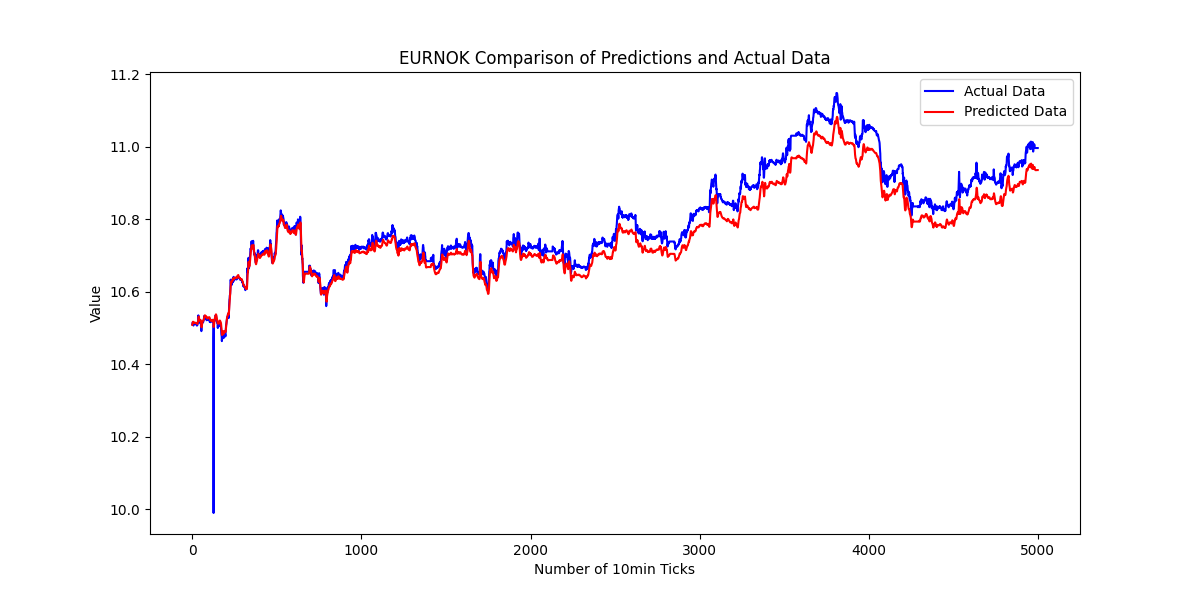 EURNOK Comparison of Predictions and Actual Data
11.2
11.0
10.8
10.6
10.4
10.2
10.0
Value
Actual Data
Predicted Data
0
1000
2000
3000
4000
5000
Number of 10min Ticks